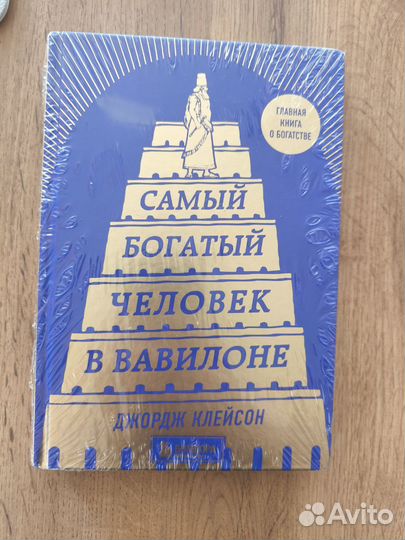 ГЛАВНАЯ
КНИГА
О БОГАТСТВЕ
САМЫЙ
БОГАТЫЙ
ЧЕЛОВЕК
В ВАВИЛОНЕ
ДЖОРДЖ КЛЕЙСОН
Avito